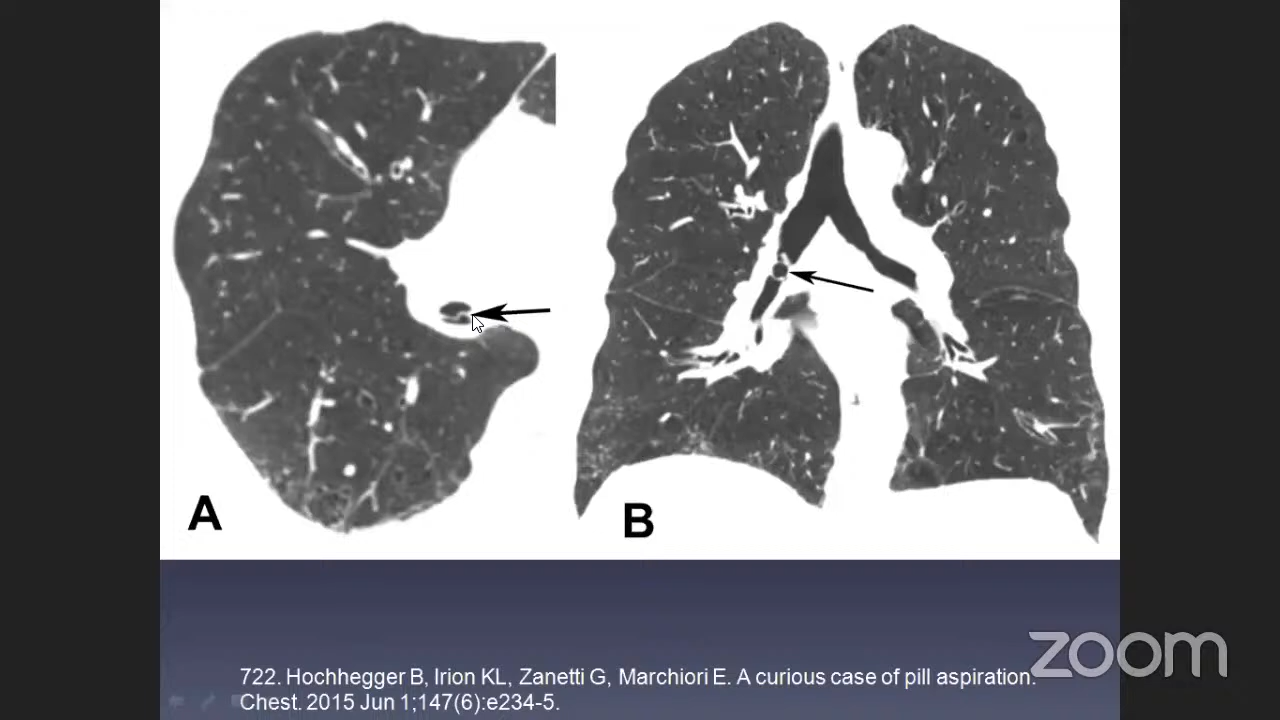 A
B
zoom
722. Hochhegger B, Irion KL, Zanetti G, Marchiori E. A curious case of pill aspiration.
Chest. 2015 Jun 1;147(6):e234-5.